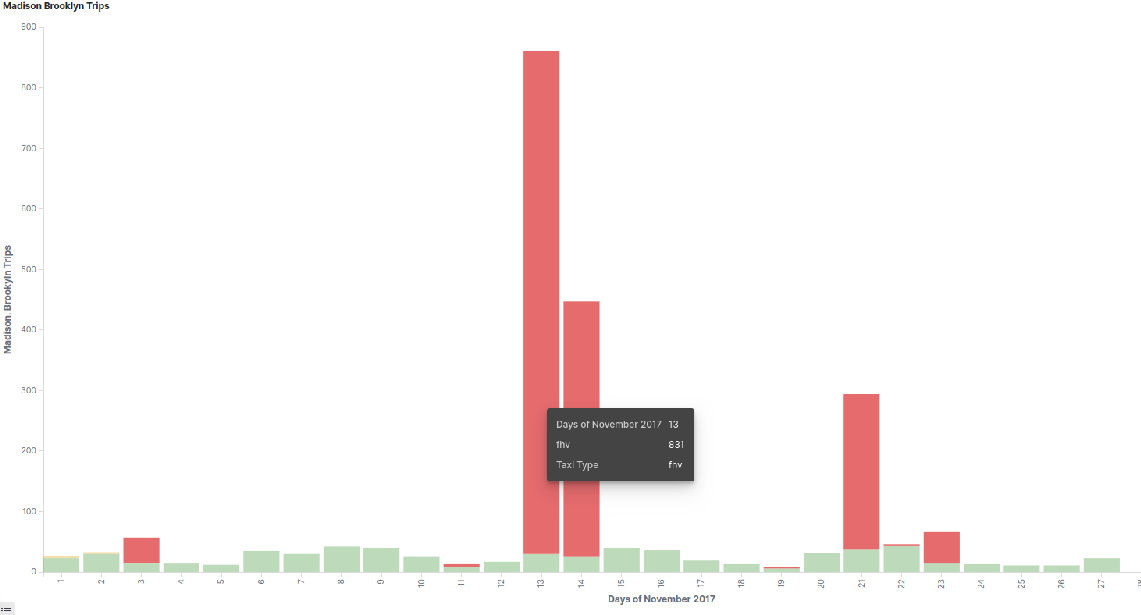 Madison Brooklyn Trips
900
800
700
600
500
400
300
200
100
0
Madison, Brooklyn Trips
Days of November 2017 13
fhv 831
Taxi Type fhv
1 2 3 4 5 6 7 8 9 10 11 12 13 14 15 16 17 18 19 20 21 22 23 24 25 26 27
Days of November 2017